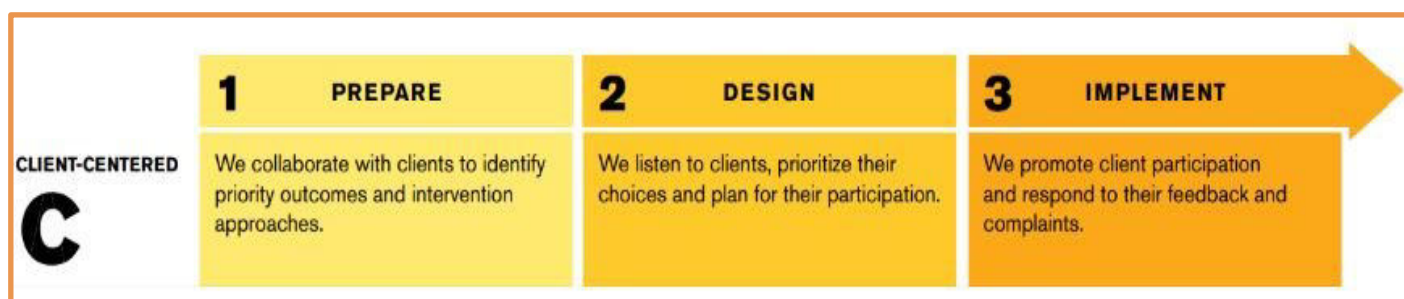 1 PREPARE
2 DESIGN
3 IMPLEMENT
CLIENT-CENTERED
C
We collaborate with clients to identify
priority outcomes and intervention
approaches.
We listen to clients, prioritize their
choices and plan for their participation.
We promote client participation
and respond to their feedback and
complaints.